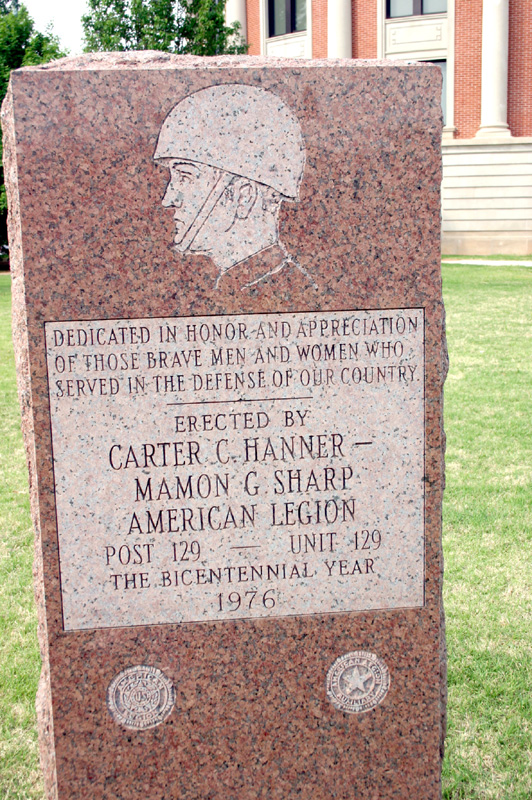 DEDICATED IN HONOR AND APPRECIATION
OF THOSE BRAVE MEN AND WOMEN WHO
SERVED IN THE DEFENSE OF OUR COUNTRY.
ERECTED BY
CARTER C. HANNER —
MAMON G. SHARP
AMERICAN LEGION
POST 129 — UNIT 129
THE BICENTENNIAL YEAR
1976